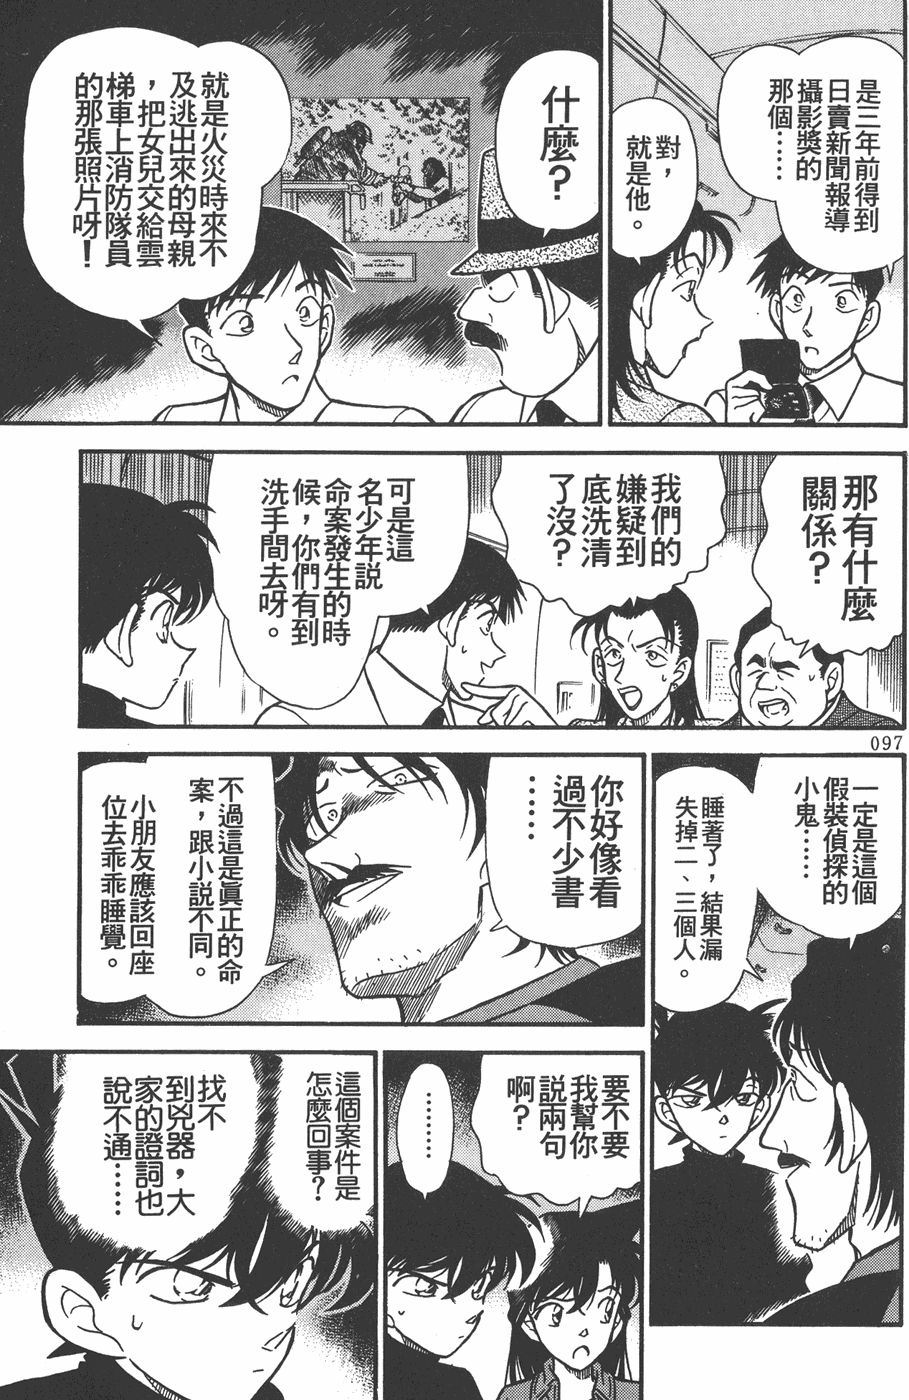 是三年前得到
日賣新聞報導
攝影獎的
那個⋯⋯
對，
就是他。
什麼？
就是火災時來不
及逃出來的母親
，把女兒交給雲
梯車上消防隊員
的那張照片呀！
那有什麼
關係？
我們的
嫌疑到
底洗清
了沒？
可是這
名少年說
命案發生的時
候，你們有到
洗手間去呀。
097
一定是這個
假裝偵探的
小鬼⋯⋯
睡著了，結果漏
失掉二、三個人。
你好像看
過不少書
⋯⋯
不過這是真正的命
案，跟小說不同。
小朋友應該回座
位去乖乖睡覺。
要不要
我幫你
說兩句
啊？
⋯⋯⋯
這個案件是
怎麼回事？
找不
到兇器，大
家的證詞也
說不通⋯⋯